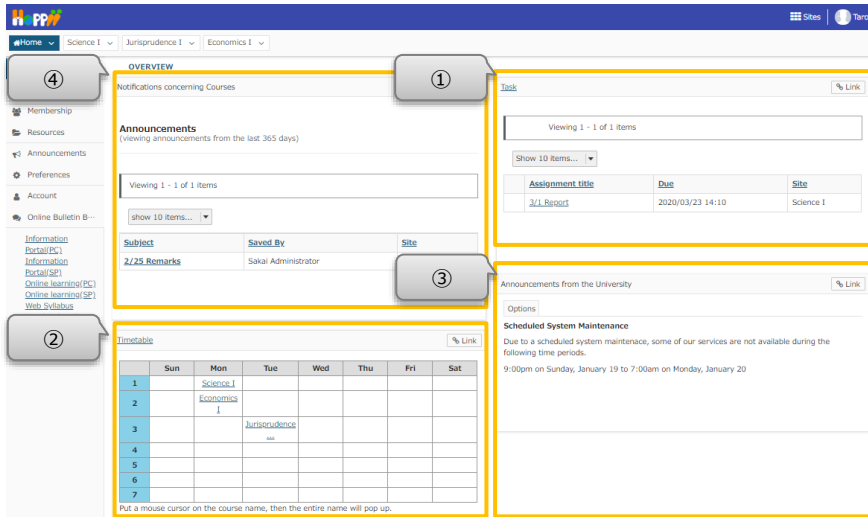 Hoppii
Sites
Taro
Home
Science I
Jurisprudence I
Economics I
OVERVIEW
④
Notifications concerning Courses
Announcements
(viewing announcements from the last 365 days)
Viewing 1 - 1 of 1 items
show 10 items...
Subject Saved By Site
2/25 Remarks Sakai Administrator
①
Task
Link
Viewing 1 - 1 of 1 items
Show 10 items...
Assignment title Due Site
3/1 Report 2020/03/23 14:10 Science I
Membership
Resources
Announcements
Preferences
Account
Online Bulletin B...
Information
Portal(PC)
Information
Portal(SP)
Online learning(PC)
Online learning(SP)
Web Syllabus
②
Timetable
Link
Sun Mon Tue Wed Thu Fri Sat
1 Science I
2 Economics
I
3 Jurisprudence
...
4
5
6
7
Put a mouse cursor on the course name, then the entire name will pop up.
③
Announcements from the University
Link
Options
Scheduled System Maintenance
Due to a scheduled system maintenace, some of our services are not available during the
following time periods.
9:00pm on Sunday, January 19 to 7:00am on Monday, January 20